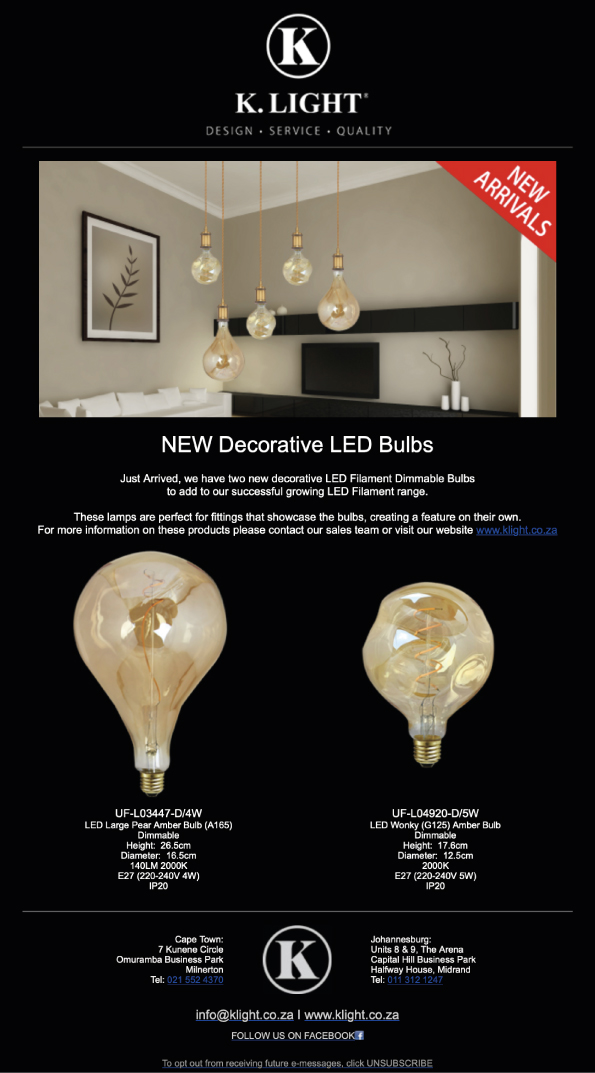 K
K. LIGHT®
DESIGN • SERVICE • QUALITY
NEW
ARRIVALS
NEW Decorative LED Bulbs
Just Arrived, we have two new decorative LED Filament Dimmable Bulbs
to add to our successful growing LED Filament range.
These lamps are perfect for fittings that showcase the bulbs, creating a feature on their own.
For more information on these products please contact our sales team or visit our website www.klight.co.za
UF-L03447-D/4W
LED Large Pear Amber Bulb (A165)
Dimmable
Height: 26.5cm
Diameter: 16.5cm
140LM 2000K
E27 (220-240V 4W)
IP20
UF-L04920-D/5W
LED Wonky (G125) Amber Bulb
Dimmable
Height: 17.6cm
Diameter: 12.5cm
2000K
E27 (220-240V 5W)
IP20
Cape Town:
7 Kunene Circle
Omuramba Business Park
Milnerton
Tel: 021 552 4370
K
Johannesburg:
Units 8 & 9, The Arena
Capital Hill Business Park
Halfway House, Midrand
Tel: 011 312 1247
info@klight.co.za I www.klight.co.za
FOLLOW US ON FACEBOOK
To opt out from receiving future e-messages, click UNSUBSCRIBE